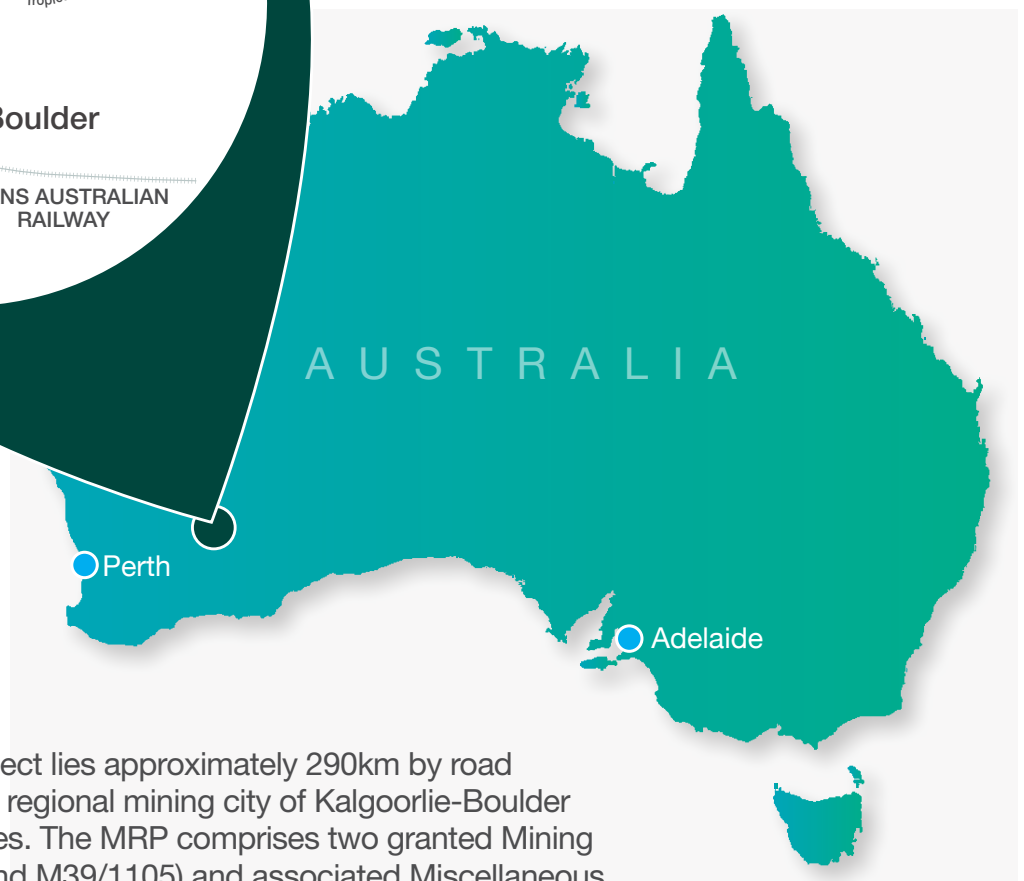 Boulder
NS AUSTRALIAN
RAILWAY
AUSTRALIA
Perth
Adelaide
ect lies approximately 290km by road
regional mining city of Kalgoorlie-Boulder
es. The MRP comprises two granted Mining
nd M39/1105) and associated Miscellaneous